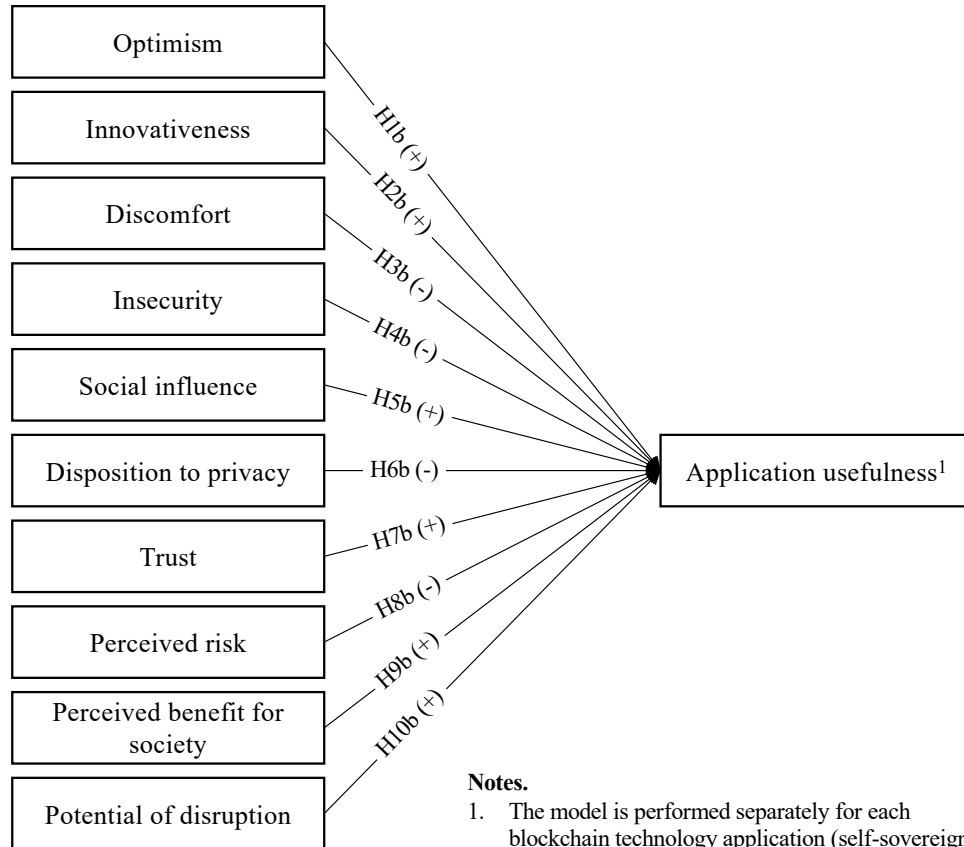 Optimism
H1b (+)
Innovativeness
H2b (+)
Discomfort
H3b (-)
Insecurity
H4b (-)
Social influence
H5b (+)
Disposition to privacy
H6b (-)
Application usefulness¹
Trust
H7b (+)
Perceived risk
H8b (-)
Perceived benefit for
society
H9b (+)
Potential of disruption
H10b (+)
Notes.
1. The model is performed separately for each
blockchain technology application (self-sovereign